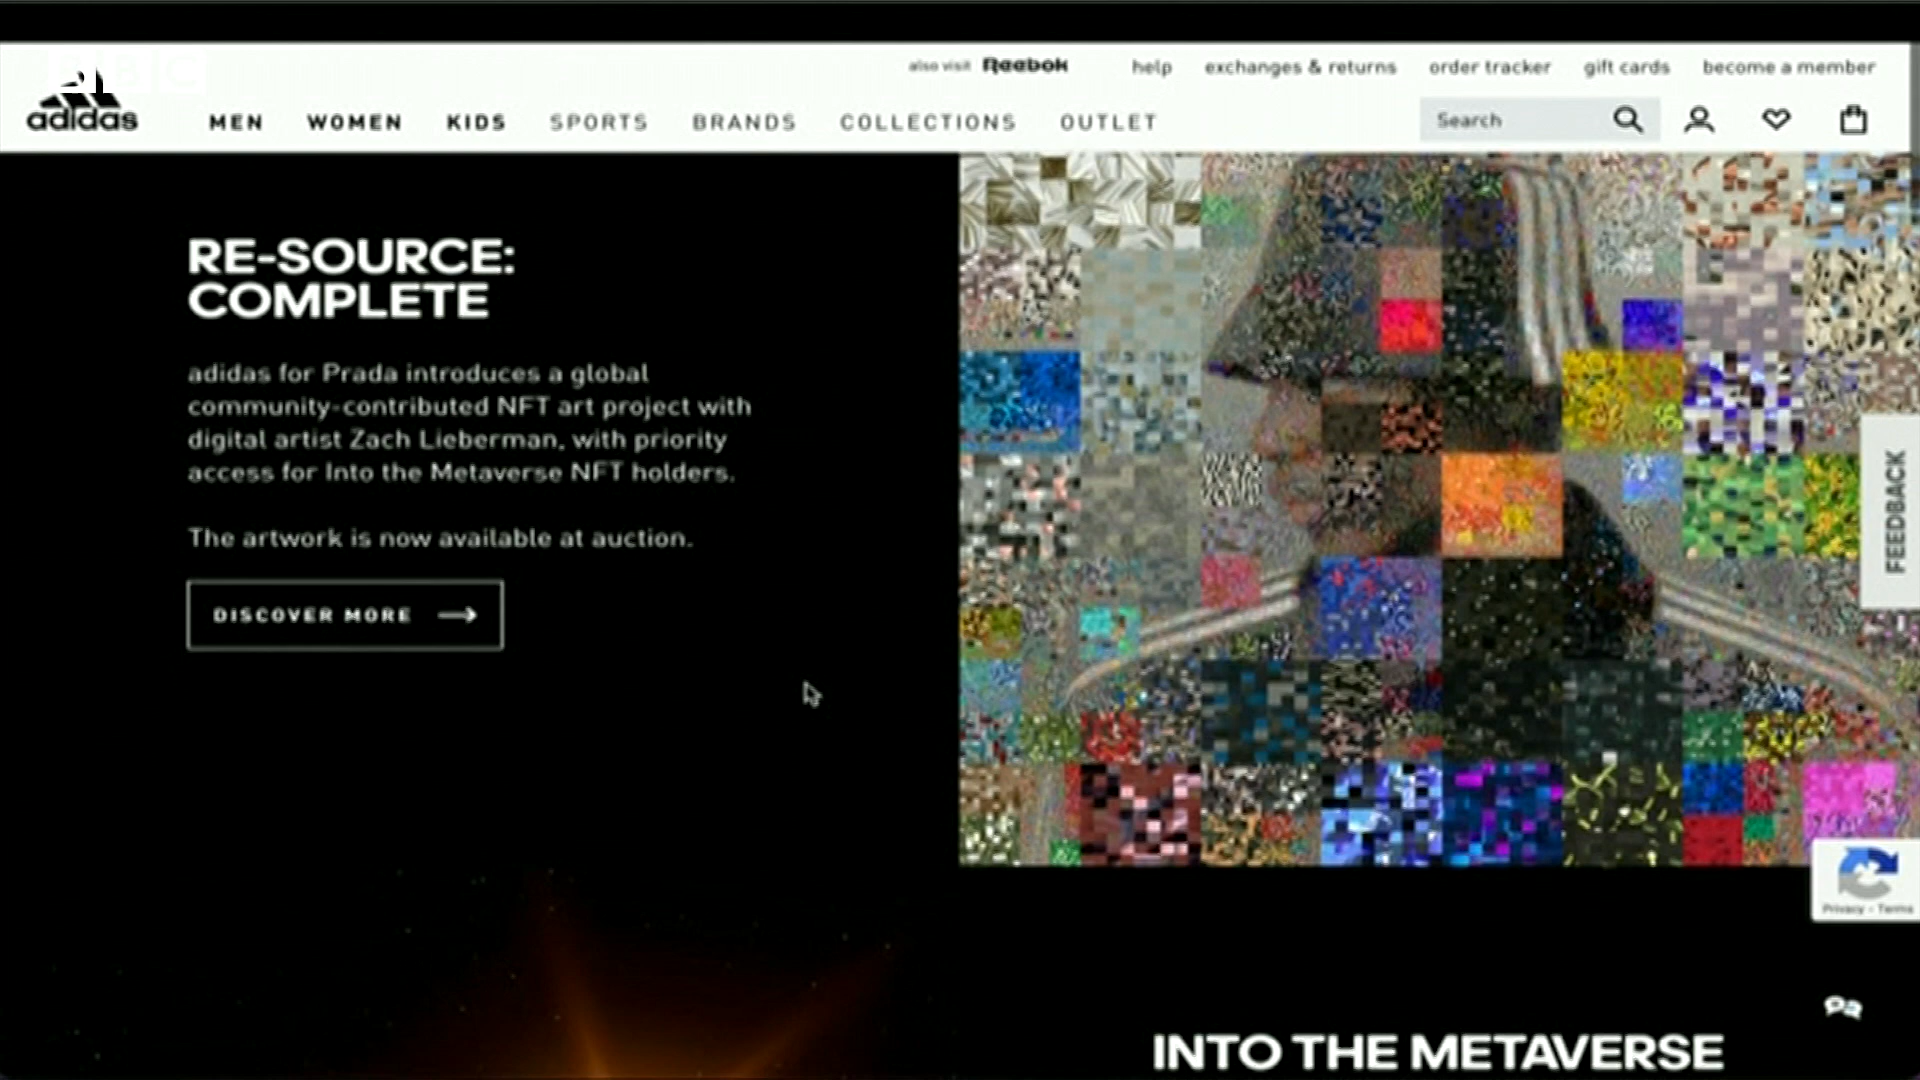 BBC
also visit Reebok help exchanges & returns order tracker gift cards become a member
adidas MEN WOMEN KIDS SPORTS BRANDS COLLECTIONS OUTLET Search
RE-SOURCE:
COMPLETE
adidas for Prada introduces a global
community-contributed NFT art project with
digital artist Zach Lieberman, with priority
access for Into the Metaverse NFT holders.
The artwork is now available at auction.
DISCOVER MORE
FEEDBACK
Privacy - Terms
INTO THE METAVERSE